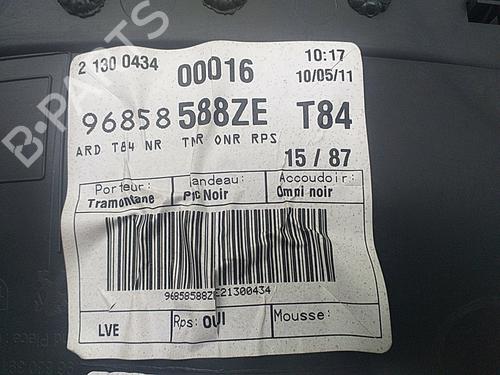 2 130 0434 00016 10:17
10/05/11
96858 588ZE T84
ARD T84 NR TNR ONR RPS
15 / 87
Porteur: Bandeau: Accoudoir:
Tramontane PVC Noir Omni noir
96858588ZE21300434
LVE Rps: OUI Mousse:
B-PARTS